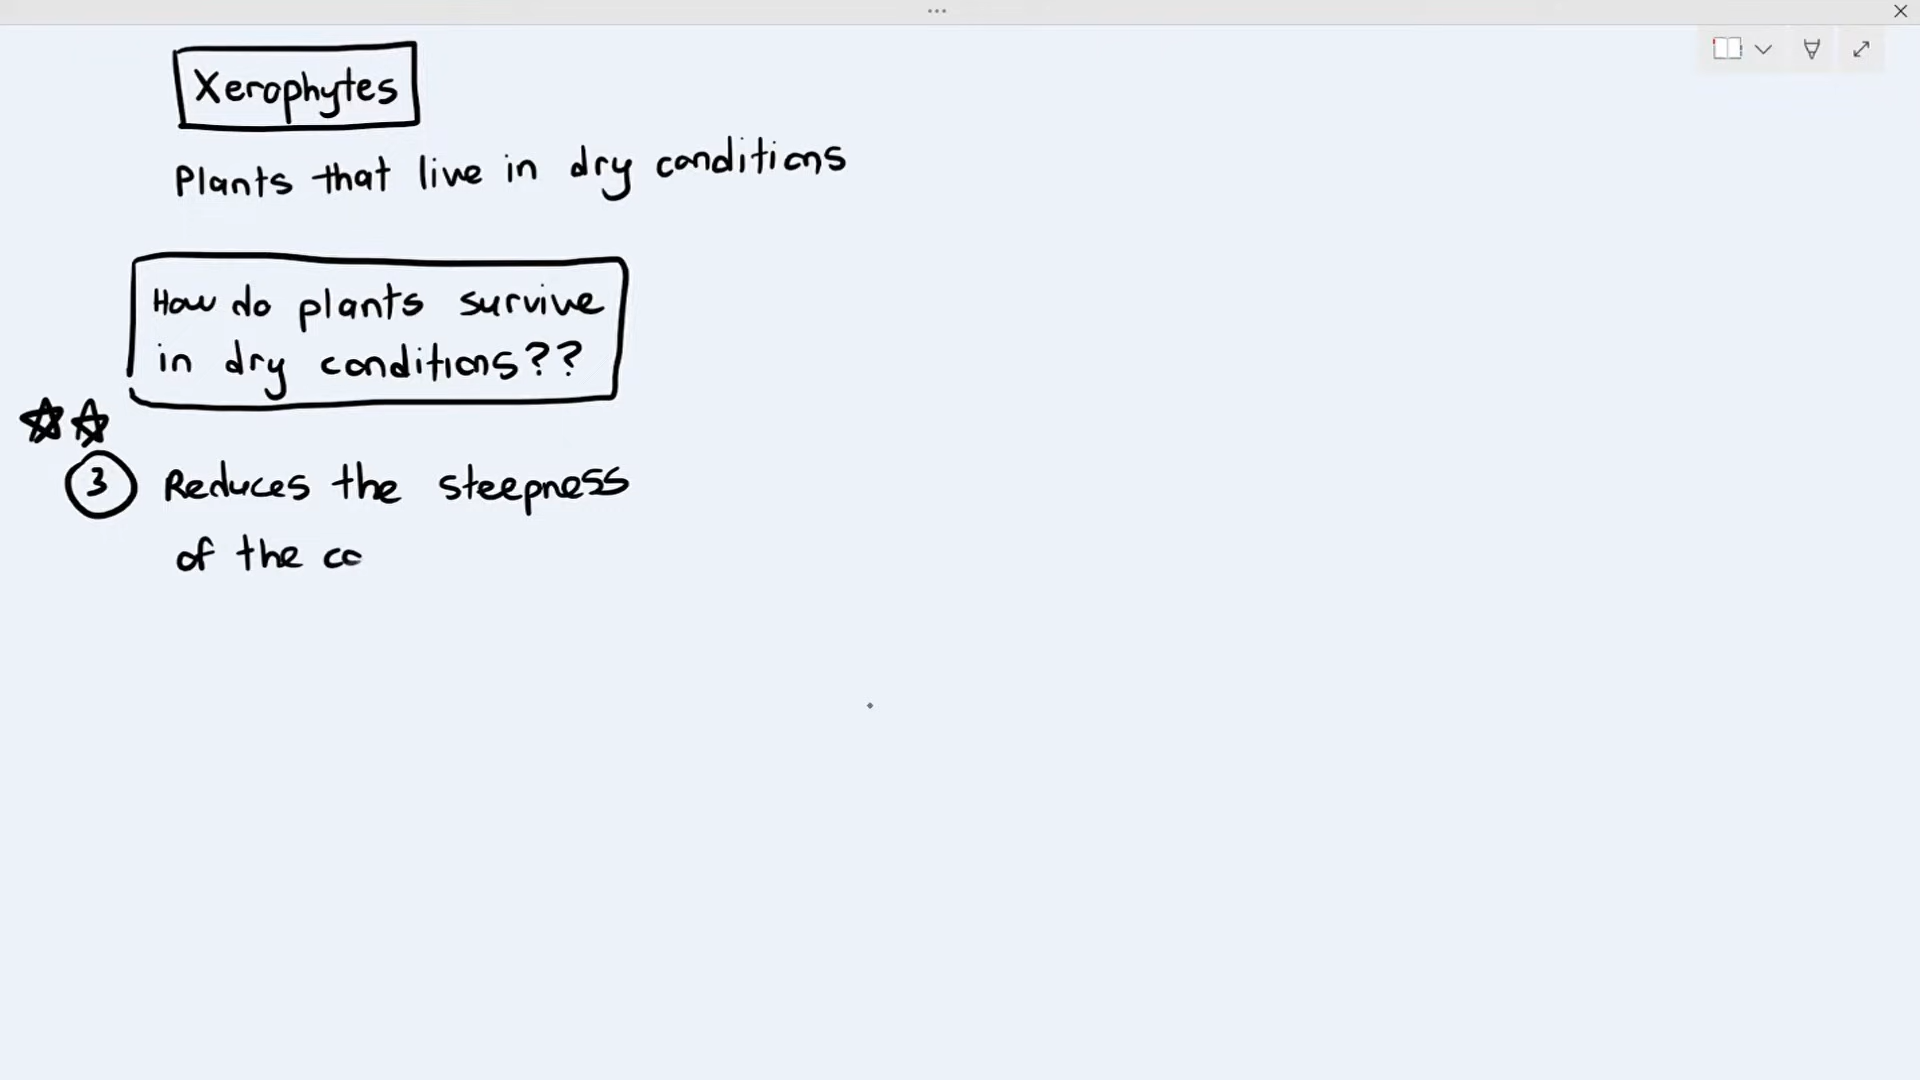 Xerophytes
Plants that live in dry conditions
How do plants survive
in dry conditions??
3 Reduces the steepness
of the co